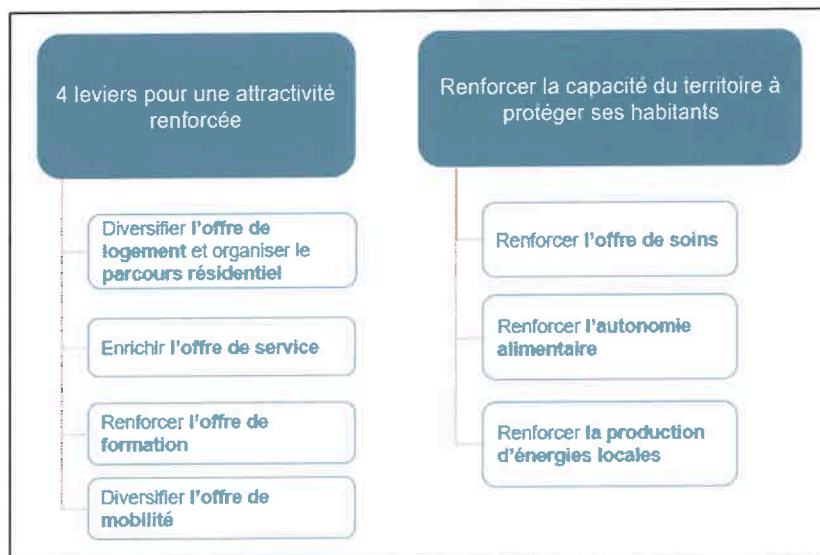 4 leviers pour une attractivité
renforcée
Diversifier l'offre de
logement et organiser le
parcours résidentiel
Enrichir l'offre de service
Renforcer l'offre de
formation
Diversifier l'offre de
mobilité
Renforcer la capacité du territoire à
protéger ses habitants
Renforcer l'offre de soins
Renforcer l'autonomie
alimentaire
Renforcer la production
d'énergies locales